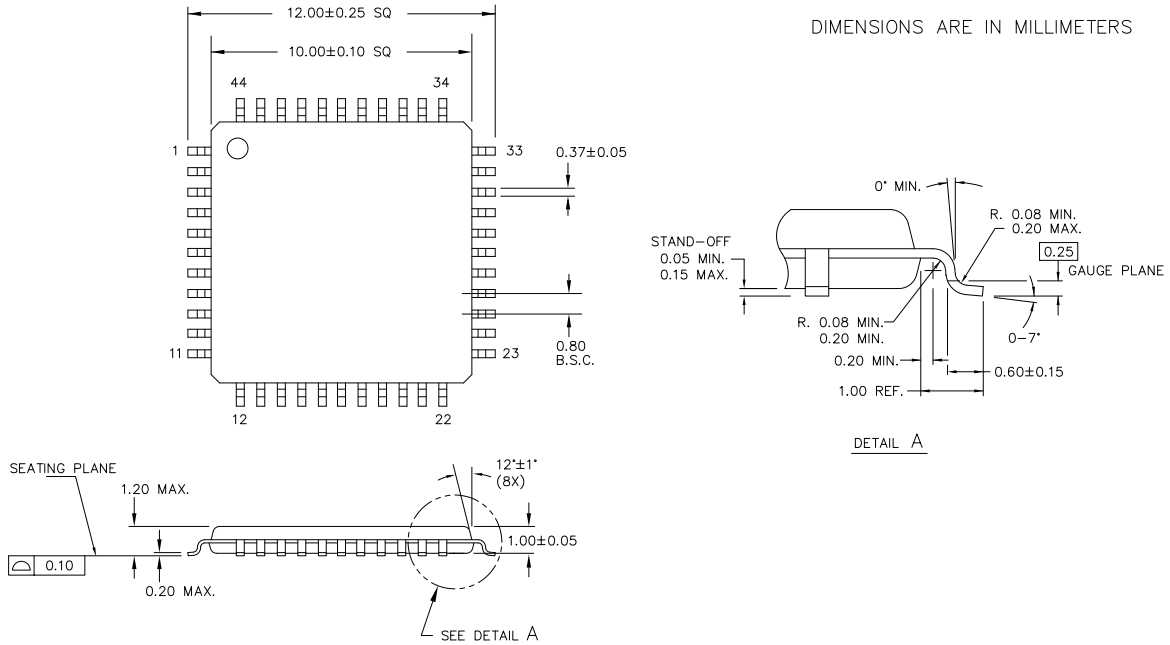 12.00±0.25 SQ
DIMENSIONS ARE IN MILLIMETERS
10.00±0.10 SQ
44
34
1
33
0.37±0.05
0° MIN.
R. 0.08 MIN.
0.20 MAX.
STAND-OFF
0.05 MIN.
0.15 MAX.
0.25
GAUGE PLANE
R. 0.08 MIN.
0.20 MIN.
0-7°
11
23
0.80
B.S.C.
0.20 MIN.
0.60±0.15
1.00 REF.
12
22
DETAIL A
SEATING PLANE
12°±1°
(8X)
1.20 MAX.
1.00±0.05
0.10
0.20 MAX.
SEE DETAIL A